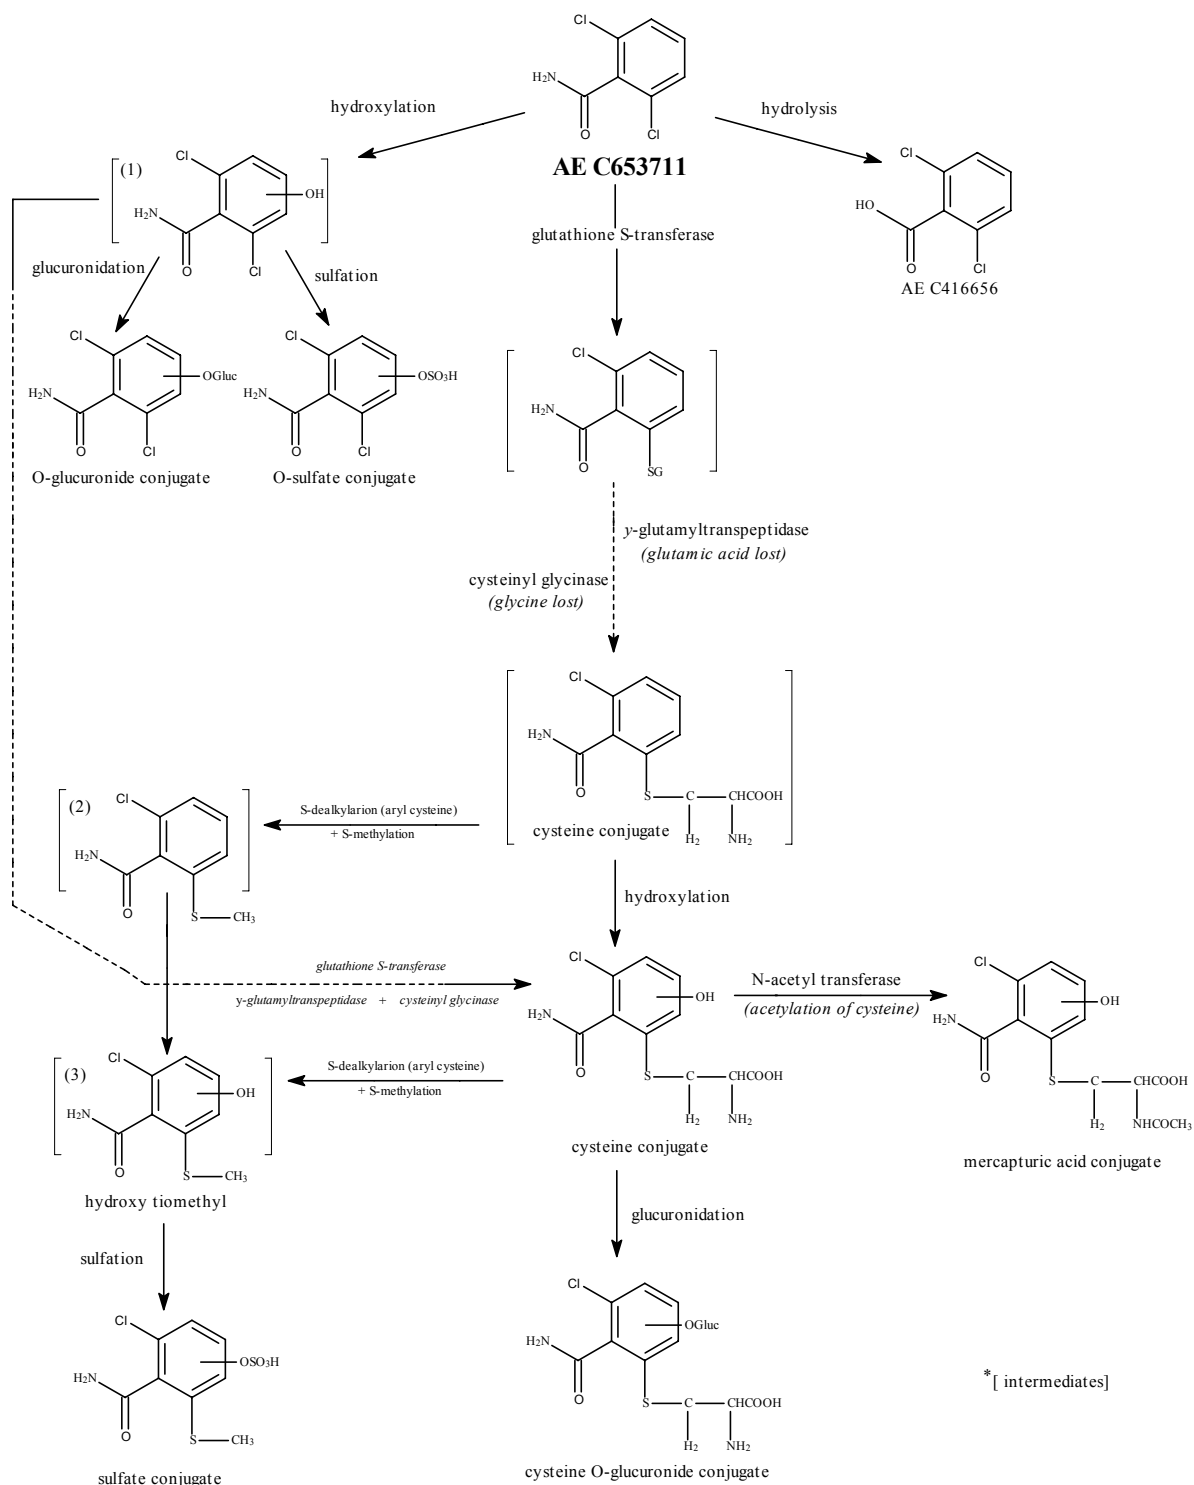 Cl
H₂N
O
Cl
AE C653711
hydroxylation
hydrolysis
(1)
Cl
OH
H₂N
O
Cl
Cl
HO
O
Cl
AE C416656
glutathione S-transferase
glucuronidation
sulfation
Cl
OGluc
H₂N
O
Cl
O-glucuronide conjugate
Cl
OSO₃H
H₂N
O
Cl
O-sulfate conjugate
Cl
H₂N
O
SG
y-glutamyltranspeptidase
(glutamic acid lost)
cysteinyl glycinase
(glycine lost)
Cl
H₂N
O
S C CHCOOH
H₂ NH₂
cysteine conjugate
S-dealkylarion (aryl cysteine)
+ S-methylation
(2)
Cl
H₂N
O
S CH₃
hydroxylation
glutathione S-transferase
y-glutamyltranspeptidase + cysteinyl glycinase
Cl
OH
H₂N
O
S C CHCOOH
H₂ NH₂
cysteine conjugate
N-acetyl transferase
(acetylation of cysteine)
Cl
OH
H₂N
O
S C CHCOOH
H₂ NHCOCH₃
mercapturic acid conjugate
S-dealkylarion (aryl cysteine)
+ S-methylation
(3)
Cl
OH
H₂N
O
S CH₃
hydroxy tiomethyl
sulfation
glucuronidation
Cl
OSO₃H
H₂N
O
S CH₃
sulfate conjugate
Cl
OGluc
H₂N
O
S C CHCOOH
H₂ NH₂
cysteine O-glucuronide conjugate
*[ intermediates]